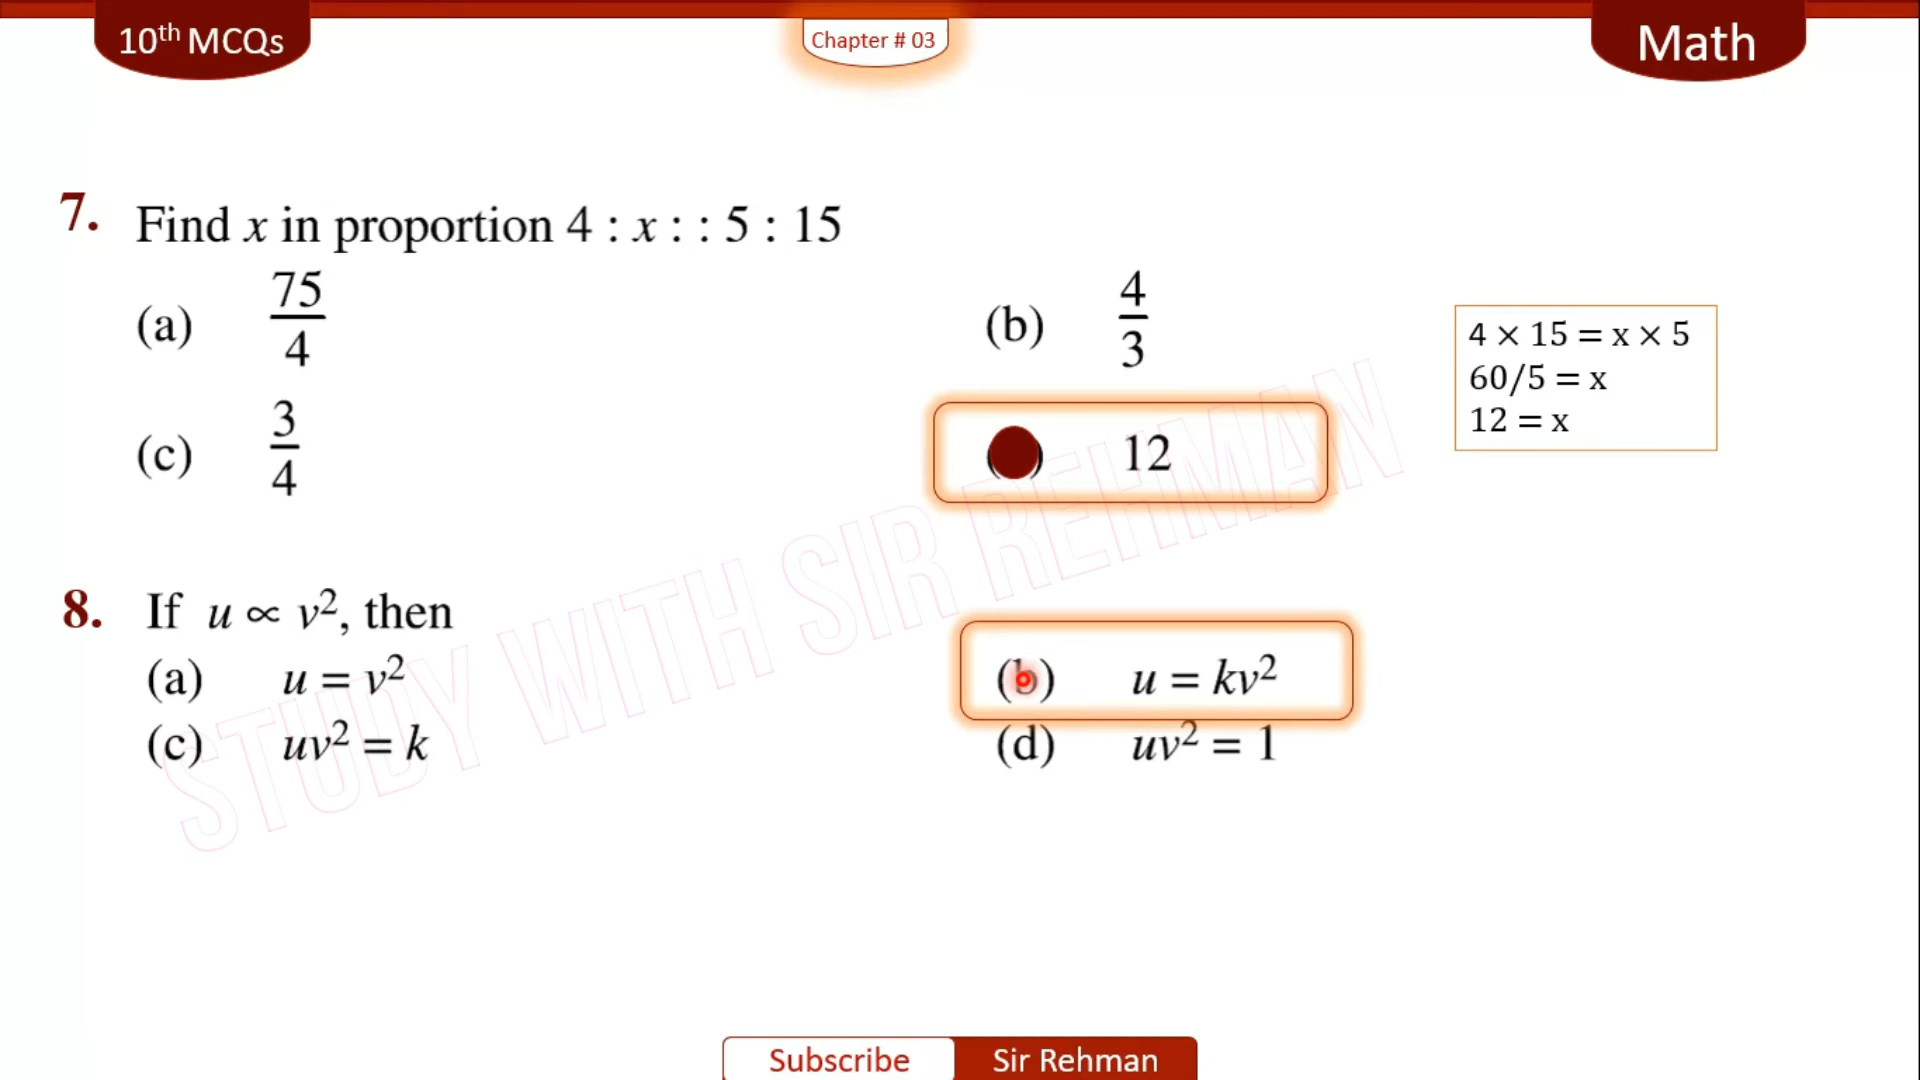 10th MCQs
Chapter # 03
Math
7. Find x in proportion 4 : x : : 5 : 15
(a) 75/4 (b) 4/3
(c) 3/4 ( ) 12
4 × 15 = x × 5
60/5 = x
12 = x
8. If u ∝ v², then
(a) u = v² (b) u = kv²
(c) uv² = k (d) uv² = 1
STUDY WITH SIR REHMAN
Subscribe Sir Rehman